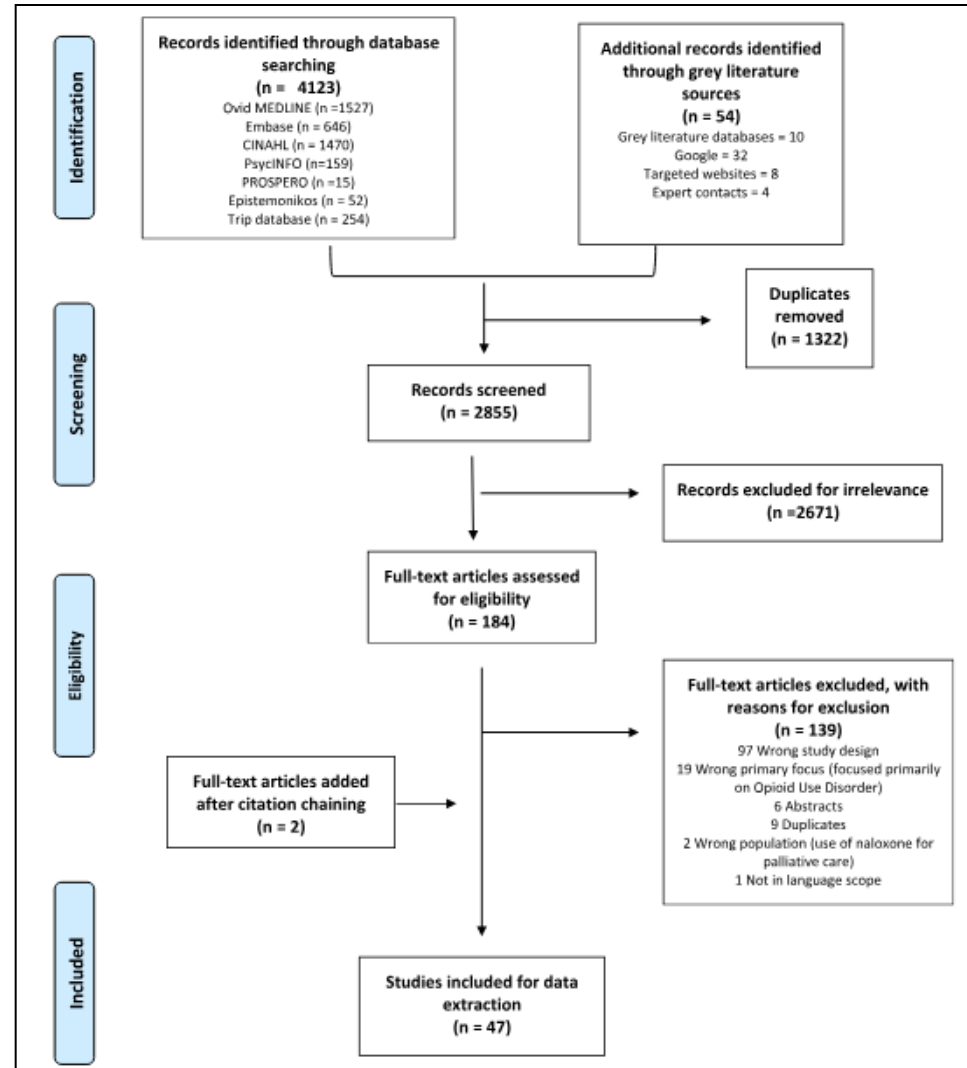 Identification
Records identified through database
searching
(n = 4123)
Ovid MEDLINE (n =1527)
Embase (n = 646)
CINAHL (n = 1470)
PsycINFO (n=159)
PROSPERO (n =15)
Epistemonikos (n = 52)
Trip database (n = 254)
Additional records identified
through grey literature
sources
(n = 54)
Grey literature databases = 10
Google = 32
Targeted websites = 8
Expert contacts = 4
Screening
Duplicates
removed
(n = 1322)
Records screened
(n = 2855)
Records excluded for irrelevance
(n =2671)
Eligibility
Full-text articles assessed
for eligibility
(n = 184)
Full-text articles excluded, with
reasons for exclusion
(n = 139)
97 Wrong study design
19 Wrong primary focus (focused primarily
on Opioid Use Disorder)
6 Abstracts
9 Duplicates
2 Wrong population (use of naloxone for
palliative care)
1 Not in language scope
Full-text articles added
after citation chaining
(n = 2)
Included
Studies included for data
extraction
(n = 47)